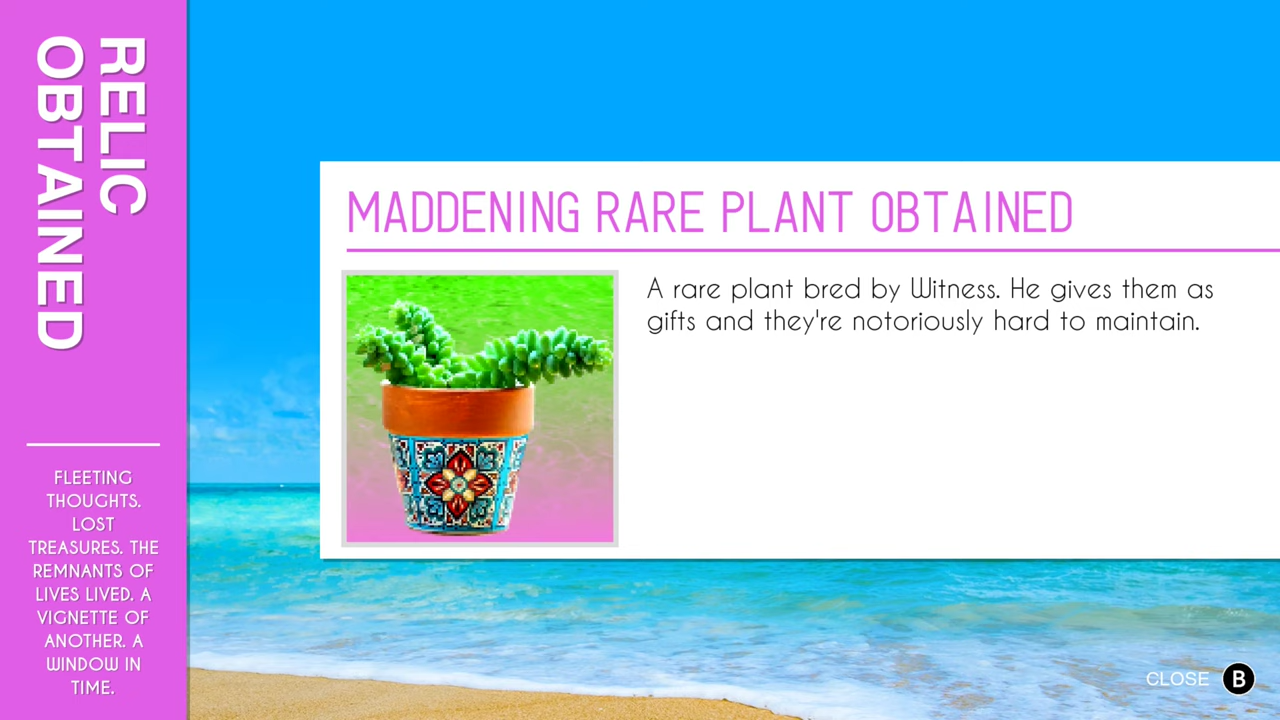 RELIC
OBTAINED
FLEETING
THOUGHTS.
LOST
TREASURES. THE
REMNANTS OF
LIVES LIVED. A
VIGNETTE OF
ANOTHER. A
WINDOW IN
TIME.
MADDENING RARE PLANT OBTAINED
A rare plant bred by Witness. He gives them as
gifts and they're notoriously hard to maintain.
CLOSE B